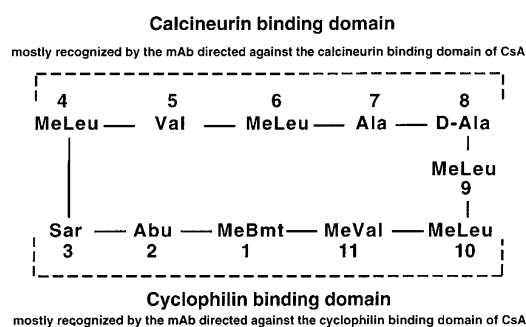 Calcineurin binding domain
mostly recognized by the mAb directed against the calcineurin binding domain of CsA
4 5 6 7 8
MeLeu Val MeLeu Ala D-Ala
MeLeu
9
Sar Abu MeBmt MeVal MeLeu
3 2 1 11 10
Cyclophilin binding domain
mostly recognized by the mAb directed against the cyclophilin binding domain of CsA